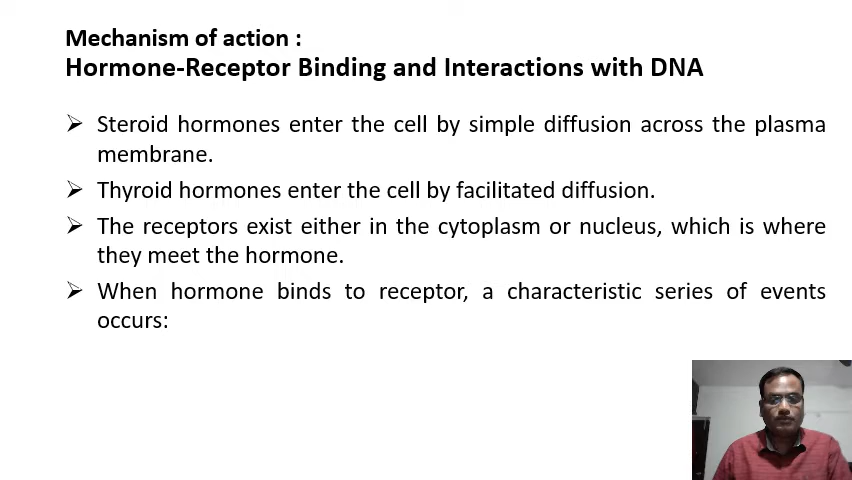 Mechanism of action :
Hormone-Receptor Binding and Interactions with DNA
➢ Steroid hormones enter the cell by simple diffusion across the plasma
membrane.
➢ Thyroid hormones enter the cell by facilitated diffusion.
➢ The receptors exist either in the cytoplasm or nucleus, which is where
they meet the hormone.
➢ When hormone binds to receptor, a characteristic series of events
occurs: